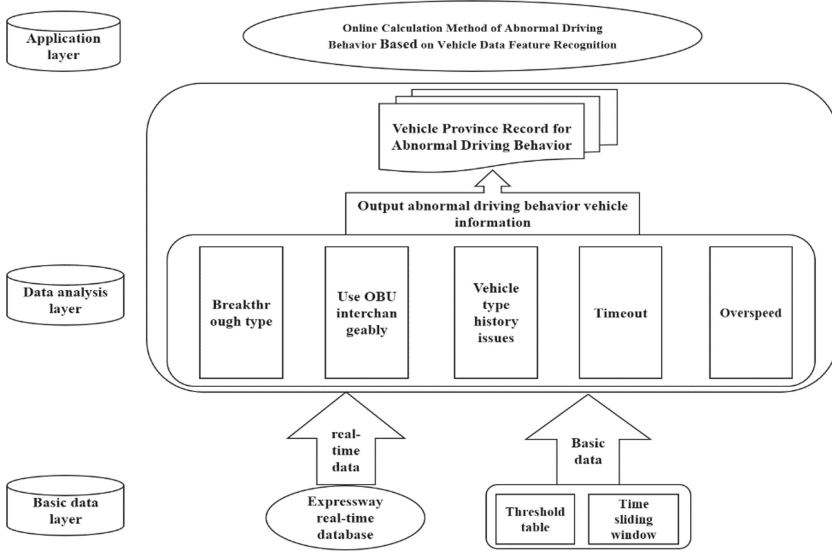 Application
layer
Online Calculation Method of Abnormal Driving
Behavior Based on Vehicle Data Feature Recognition
Vehicle Province Record for
Abnormal Driving Behavior
Output abnormal driving behavior vehicle
information
Data analysis
layer
Breakthr
ough type
Use OBU
interchan
geably
Vehicle
type
history
issues
Timeout
Overspeed
real-
time
data
Basic
data
Basic data
layer
Expressway
real-time
database
Threshold
table
Time
sliding
window